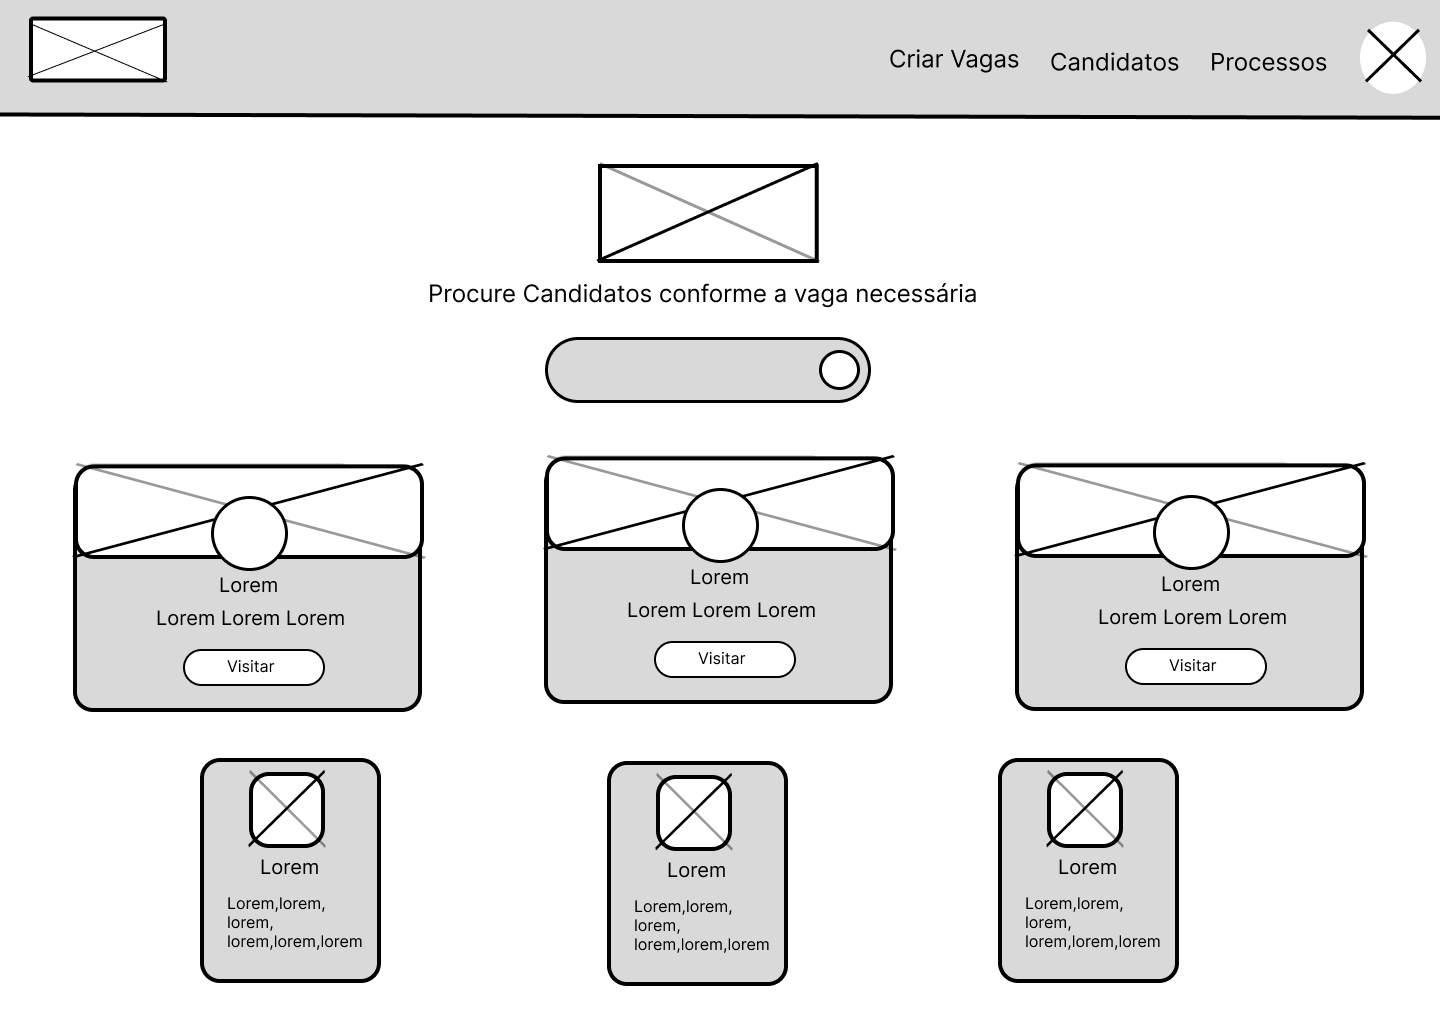 Criar Vagas
Candidatos
Processos
Procure Candidatos conforme a vaga necessária
Lorem
Lorem Lorem Lorem
Visitar
Lorem
Lorem Lorem Lorem
Visitar
Lorem
Lorem Lorem Lorem
Visitar
Lorem
Lorem,lorem,
lorem,
lorem,lorem,lorem
Lorem
Lorem,lorem,
lorem,
lorem,lorem,lorem
Lorem
Lorem,lorem,
lorem,
lorem,lorem,lorem